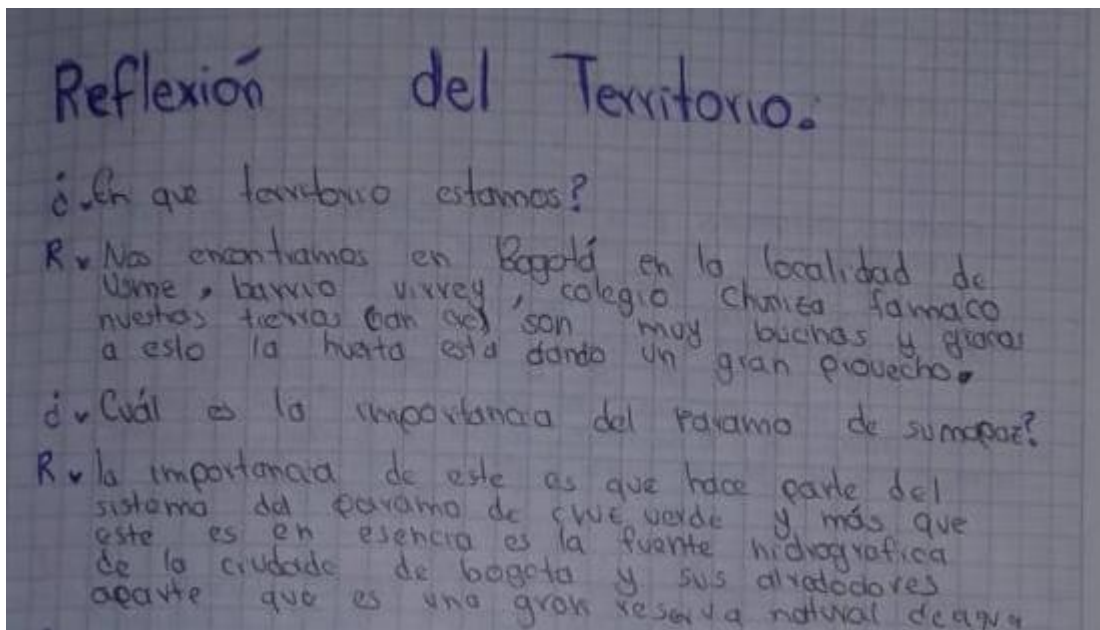 Reflexión del Territorio.
¿. En que territorio estamos?
R. Nos encontramos en Bogotá en la localidad de
Usme, barrio virrey, colegio Chuniza famaco
nuestras tierras son muy buenas y gracias
a esto la huerta está dando un gran provecho.
¿. Cuál es la importancia del Paramo de sumapaz?
R. la importancia de este es que hace parte del
sistema del paramo de verde y más que
este es en esencia es la fuente hidrografica
de la ciudade de bogota y sus alrededores
aparte que es una gran reserva natural de agua